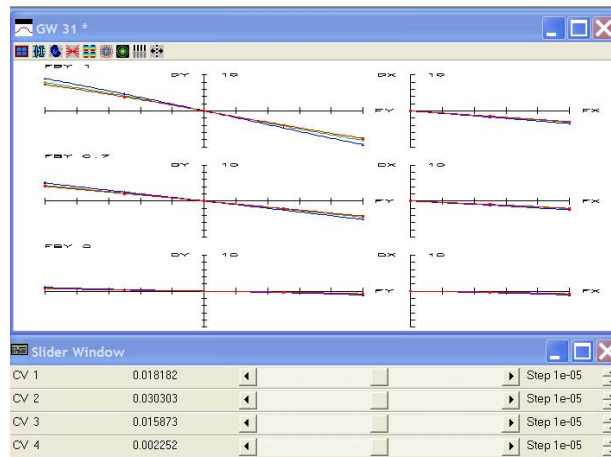 GW 31 *
FBY 1 DY 10 DX 10
FY FX
FBY 0.7 DY 10 DX 10
FY FX
FBY 0 DY 10 DX 10
FY FX
Slider Window
CV 1 0.018182 Step 1e-05
CV 2 0.030303 Step 1e-05
CV 3 0.015873 Step 1e-05
CV 4 0.002252 Step 1e-05